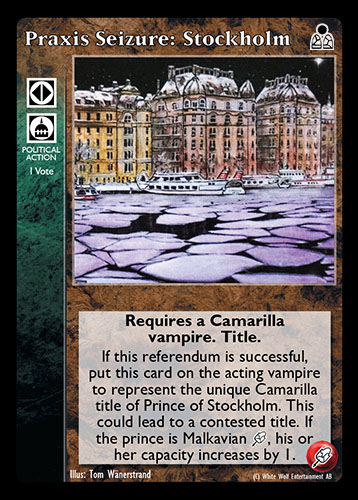 Praxis Seizure: Stockholm
POLITICAL
ACTION
1 Vote
Requires a Camarilla
vampire. Title.
If this referendum is successful,
put this card on the acting vampire
to represent the unique Camarilla
title of Prince of Stockholm. This
could lead to a contested title. If
the prince is Malkavian , his or
her capacity increases by 1.
Illus: Tom Wänerstrand
(C) White Wolf Entertainment AB